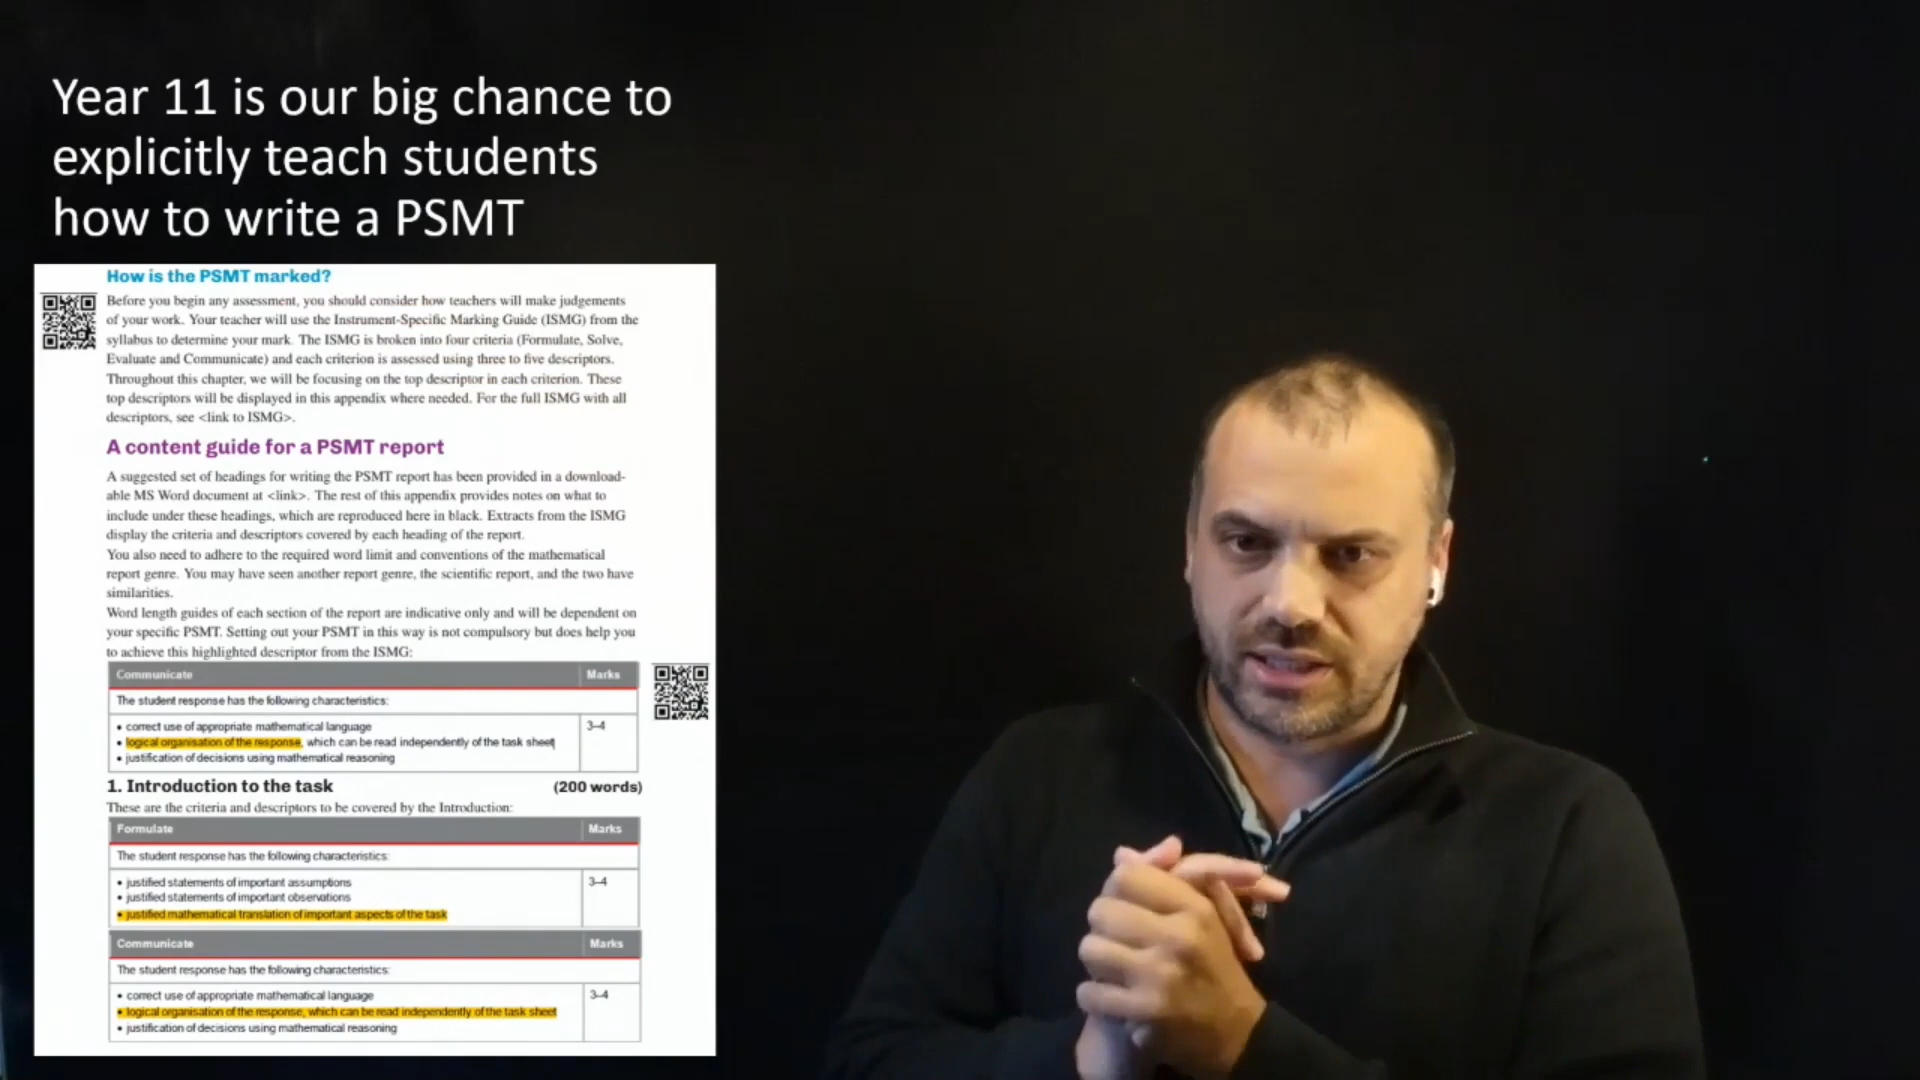 Year 11 is our big chance to
explicitly teach students
how to write a PSMT
How is the PSMT marked?
Before you begin any assessment, you should consider how teachers will make judgements
of your work. Your teacher will use the Instrument-Specific Marking Guide (ISMG) from the
syllabus to determine your mark. The ISMG is broken into four criteria (Formulate, Solve,
Evaluate and Communicate) and each criterion is assessed using three to five descriptors.
Throughout this chapter, we will be focusing on the top descriptor in each criterion. These
top descriptors will be displayed in this appendix where needed. For the full ISMG with all
descriptors, see <link to ISMG>.
A content guide for a PSMT report
A suggested set of headings for writing the PSMT report has been provided in a download-
able MS Word document at <link>. The rest of this appendix provides notes on what to
include under these headings, which are reproduced here in black. Extracts from the ISMG
display the criteria and descriptors covered by each heading of the report.
You also need to adhere to the required word limit and conventions of the mathematical
report genre. You may have seen another report genre, the scientific report, and the two have
similarities.
Word length guides of each section of the report are indicative only and will be dependent on
your specific PSMT. Setting out your PSMT in this way is not compulsory but does help you
to achieve this highlighted descriptor from the ISMG:
Communicate Marks
The student response has the following characteristics:
• correct use of appropriate mathematical language 3–4
• logical organisation of the response, which can be read independently of the task sheet
• justification of decisions using mathematical reasoning
1. Introduction to the task (200 words)
These are the criteria and descriptors to be covered by the Introduction:
Formulate Marks
The student response has the following characteristics:
• justified statements of important assumptions 3–4
• justified statements of important observations
• justified mathematical translation of important aspects of the task
Communicate Marks
The student response has the following characteristics:
• correct use of appropriate mathematical language 3–4
• logical organisation of the response, which can be read independently of the task sheet
• justification of decisions using mathematical reasoning